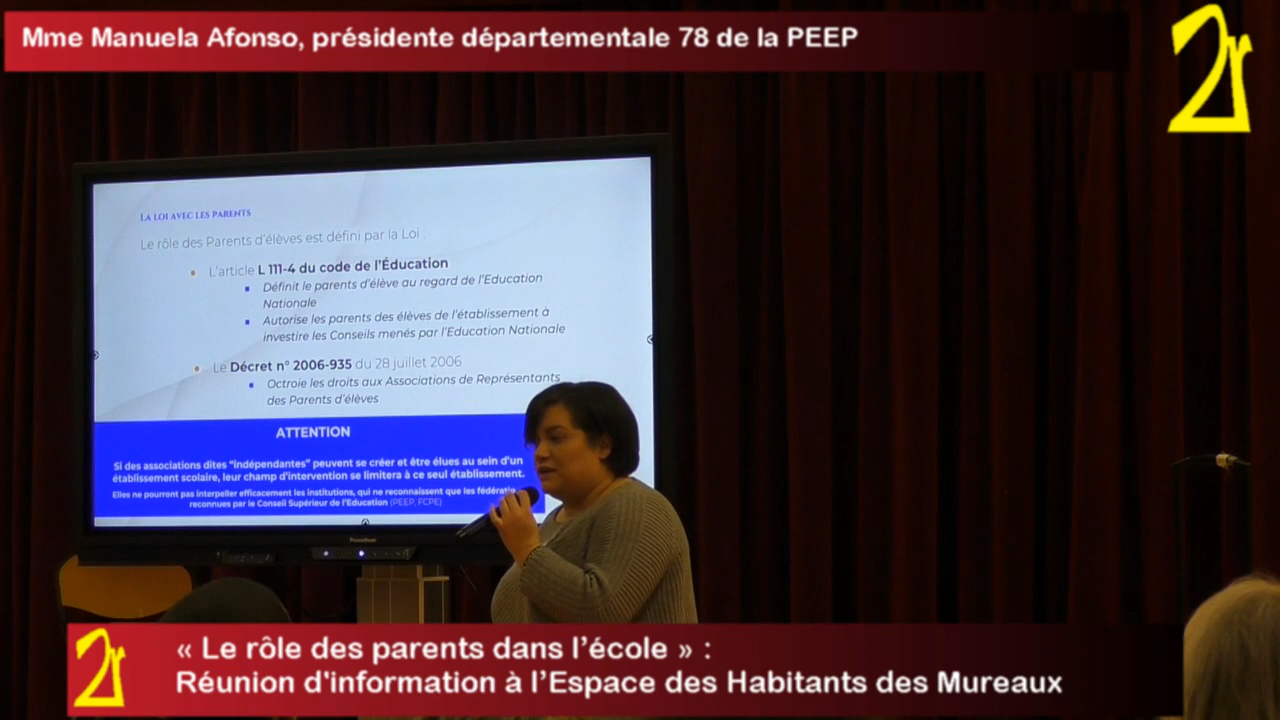 Mme Manuela Afonso, présidente départementale 78 de la PEEP
2r
LA LOI AVEC LES PARENTS
Le rôle des Parents d'élèves est défini par la Loi :
• L'article L 111-4 du code de l'Éducation
▪ Définit le parents d'élève au regard de l'Education
Nationale
▪ Autorise les parents des élèves de l'établissement à
investire les Conseils menés par l'Education Nationale
• Le Décret n° 2006-935 du 28 juillet 2006
▪ Octroie les droits aux Associations de Représentants
des Parents d'élèves
ATTENTION
Si des associations dites "indépendantes" peuvent se créer et être élues au sein d'un
établissement scolaire, leur champ d'intervention se limitera à ce seul établissement.
Elles ne pourront pas interpeller efficacement les institutions, qui ne reconnaissent que les
reconnues par le Conseil Supérieur de l'Education (PEEP, FCPE)
Promethean
2r
« Le rôle des parents dans l'école » :
Réunion d'information à l'Espace des Habitants des Mureaux